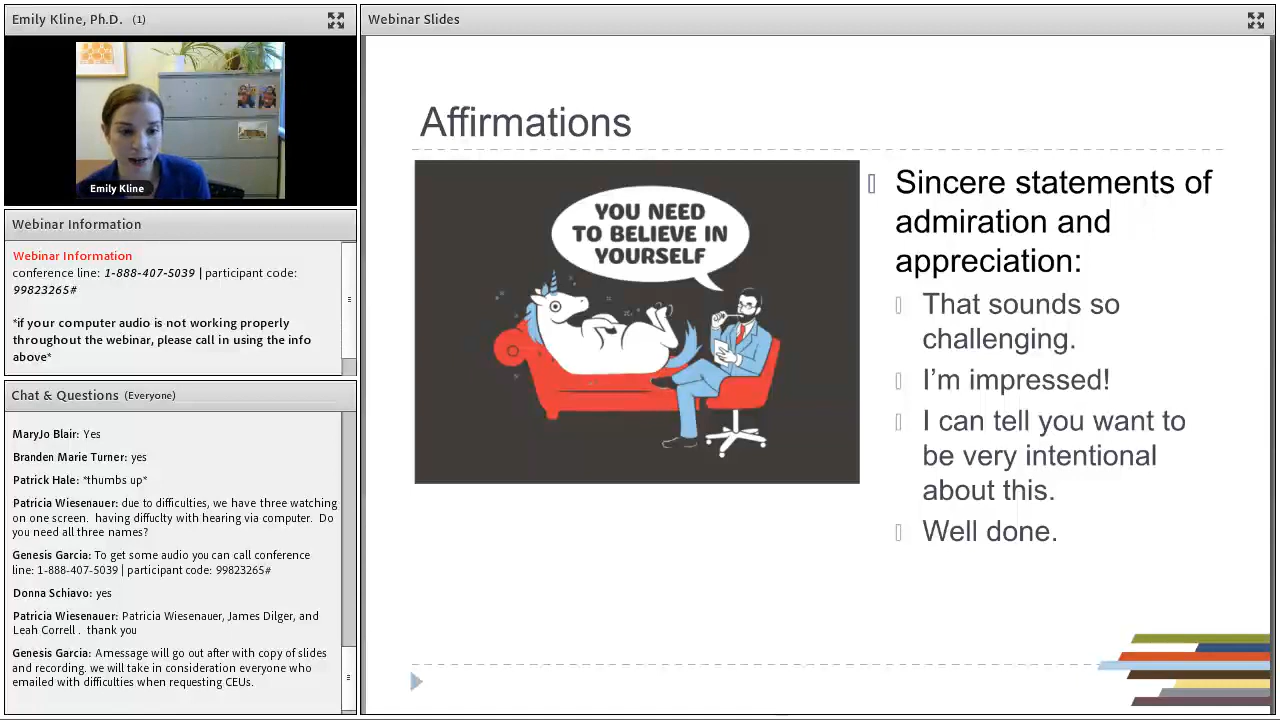 Emily Kline, Ph.D. (1)
Emily Kline
Webinar Information
Webinar Information
conference line: 1-888-407-5039 | participant code:
99823265#
*if your computer audio is not working properly
throughout the webinar, please call in using the info
above*
Chat & Questions (Everyone)
MaryJo Blair: Yes
Branden Marie Turner: yes
Patrick Hale: *thumbs up*
Patricia Wiesenauer: due to difficulties, we have three watching
on one screen. having diffuclty with hearing via computer. Do
you need all three names?
Genesis Garcia: To get some audio you can call conference
line: 1-888-407-5039 | participant code: 99823265#
Donna Schiavo: yes
Patricia Wiesenauer: Patricia Wiesenauer, James Dilger, and
Leah Correll . thank you
Genesis Garcia: Amessage will go out after with copy of slides
and recording. we will take in consideration everyone who
emailed with difficulties when requesting CEUs.
Webinar Slides
Affirmations
YOU NEED
TO BELIEVE IN
YOURSELF
Sincere statements of
admiration and
appreciation:
That sounds so
challenging.
I'm impressed!
I can tell you want to
be very intentional
about this.
Well done.